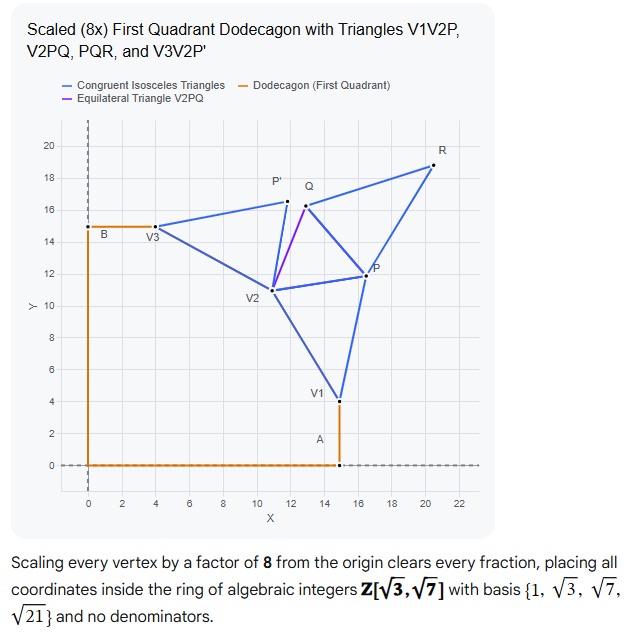 Scaled (8x) First Quadrant Dodecagon with Triangles V1V2P,
V2PQ, PQR, and V3V2P'
Congruent Isosceles Triangles
Dodecagon (First Quadrant)
Equilateral Triangle V2PQ
20
18
16
14
12
10
8
6
4
2
0
Y
R
P'
Q
B
V3
P
V2
V1
A
0
2
4
6
8
10
12
14
16
18
20
22
X
Scaling every vertex by a factor of 8 from the origin clears every fraction, placing all
coordinates inside the ring of algebraic integers Z[√3,√7] with basis {1, √3, √7,
√21} and no denominators.